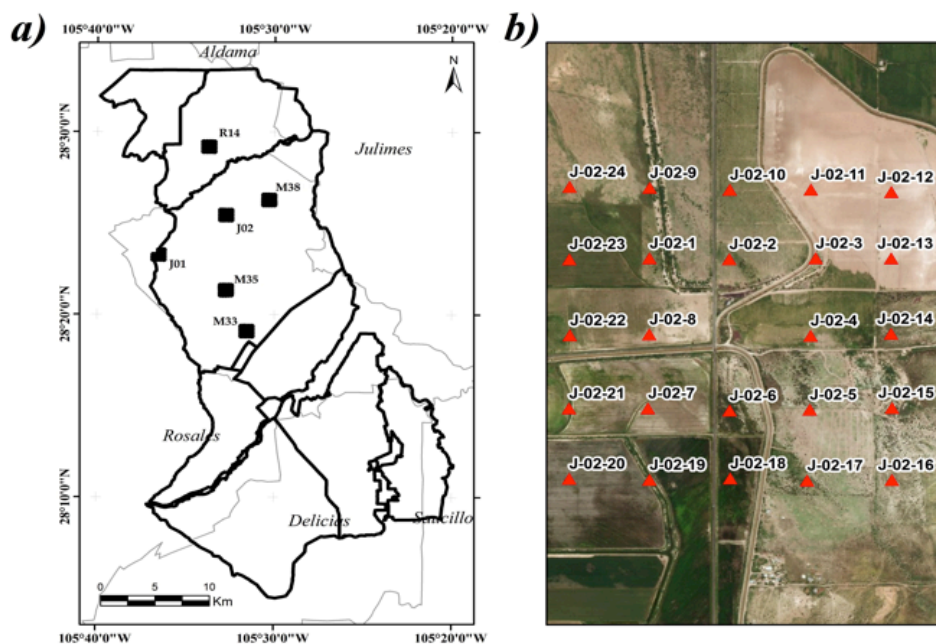 a)
105°40'0"W 105°30'0"W 105°20'0"W
Aldama
N
28°30'0"N
R14
Julimes
M38
J02
J01
M35
28°20'0"N
M33
Rosales
28°10'0"N
Delicias
Saucillo
0 5 10
Km
105°40'0"W 105°30'0"W 105°20'0"W
b)
J-02-24 J-02-9 J-02-10 J-02-11 J-02-12
J-02-23 J-02-1 J-02-2 J-02-3 J-02-13
J-02-22 J-02-8 J-02-4 J-02-14
J-02-21 J-02-7 J-02-6 J-02-5 J-02-15
J-02-20 J-02-19 J-02-18 J-02-17 J-02-16